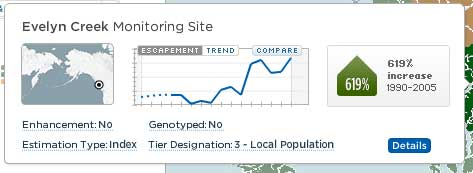 Evelyn Creek Monitoring Site
ESCAPEMENT TREND COMPARE
619%
619%
increase
1990-2005
Enhancement: No Genotyped: No
Estimation Type: Index Tier Designation: 3 - Local Population
Details